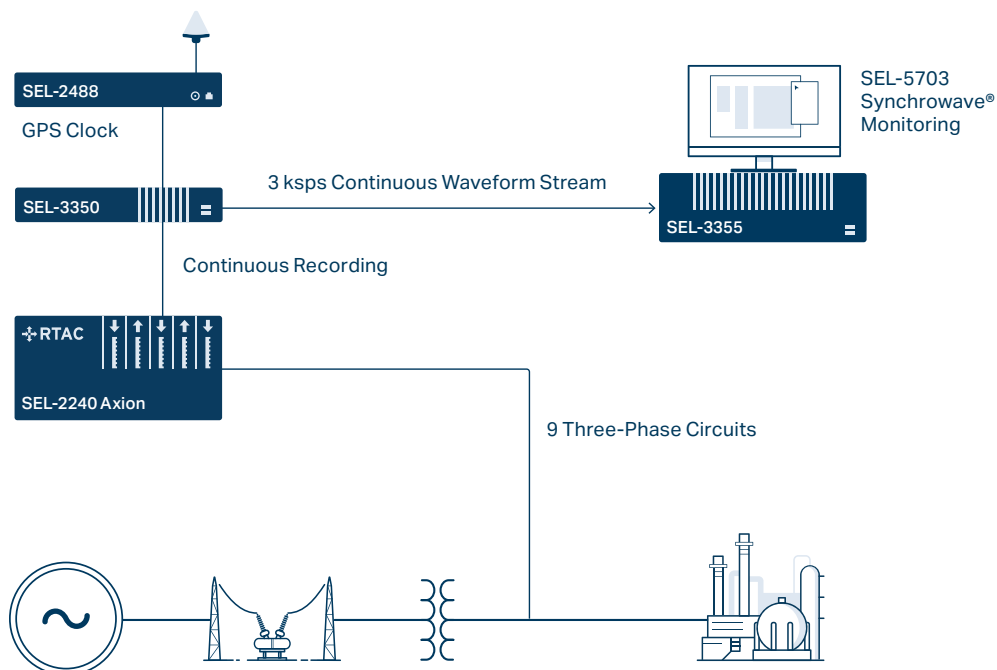 SEL-2488
GPS Clock
SEL-5703
Synchrowave®
Monitoring
3 ksps Continuous Waveform Stream
SEL-3350
SEL-3355
Continuous Recording
RTAC
SEL-2240 Axion
9 Three-Phase Circuits